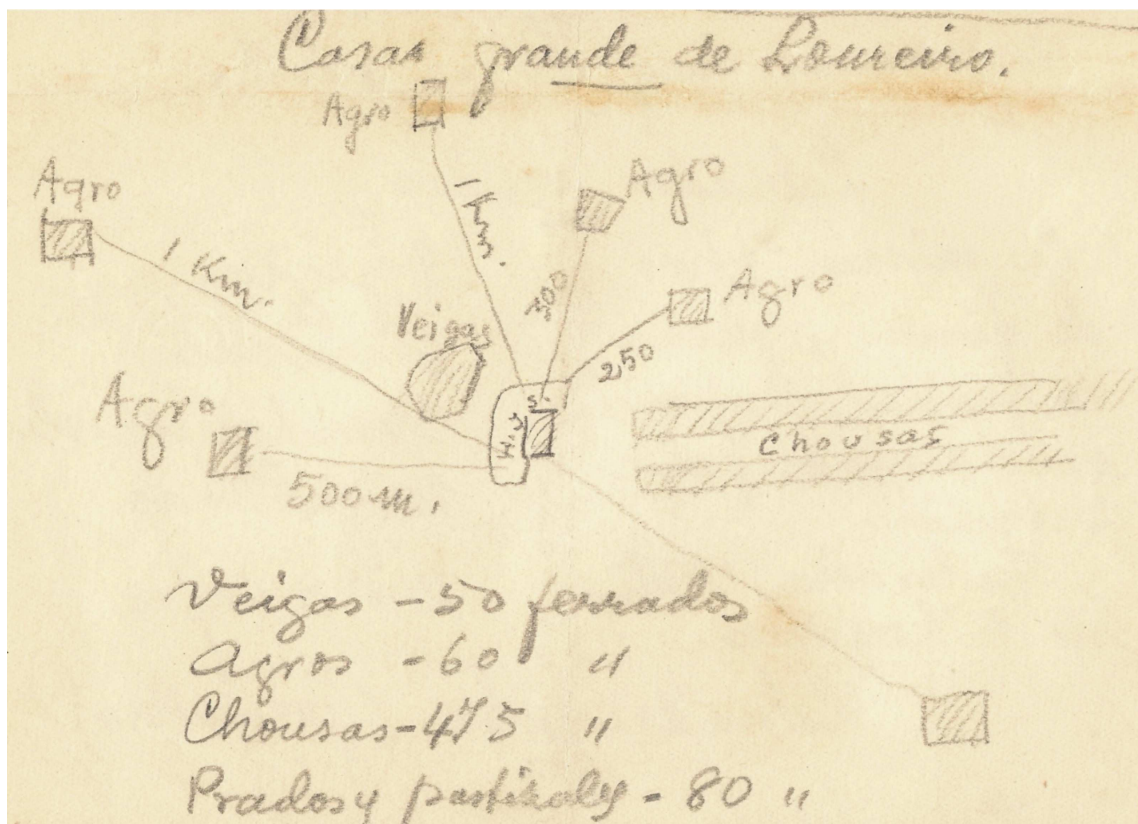 Casas grande de Loureiro.
Agro
Agro
Agro
1 Km.
1 Km.
300
Agro
Veigas
250
Agro
Chousas
500 m.
Veigas - 50 ferrados
Agros - 60 "
Chousas - 475 "
Prados y pastizales - 80 "